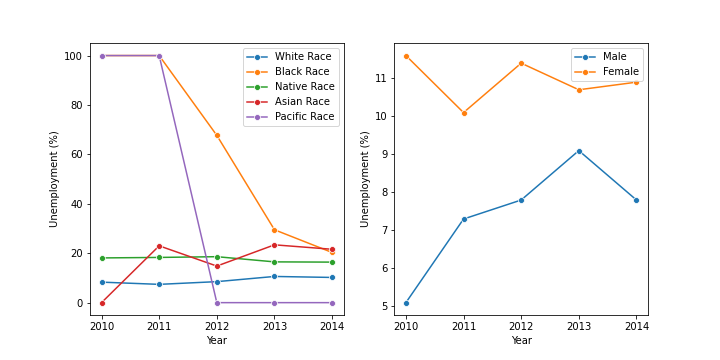 100
80
60
40
20
0
Unemployment (%)
2010 2011 2012 2013 2014
Year
White Race
Black Race
Native Race
Asian Race
Pacific Race
11
10
9
8
7
6
5
Unemployment (%)
2010 2011 2012 2013 2014
Year
Male
Female